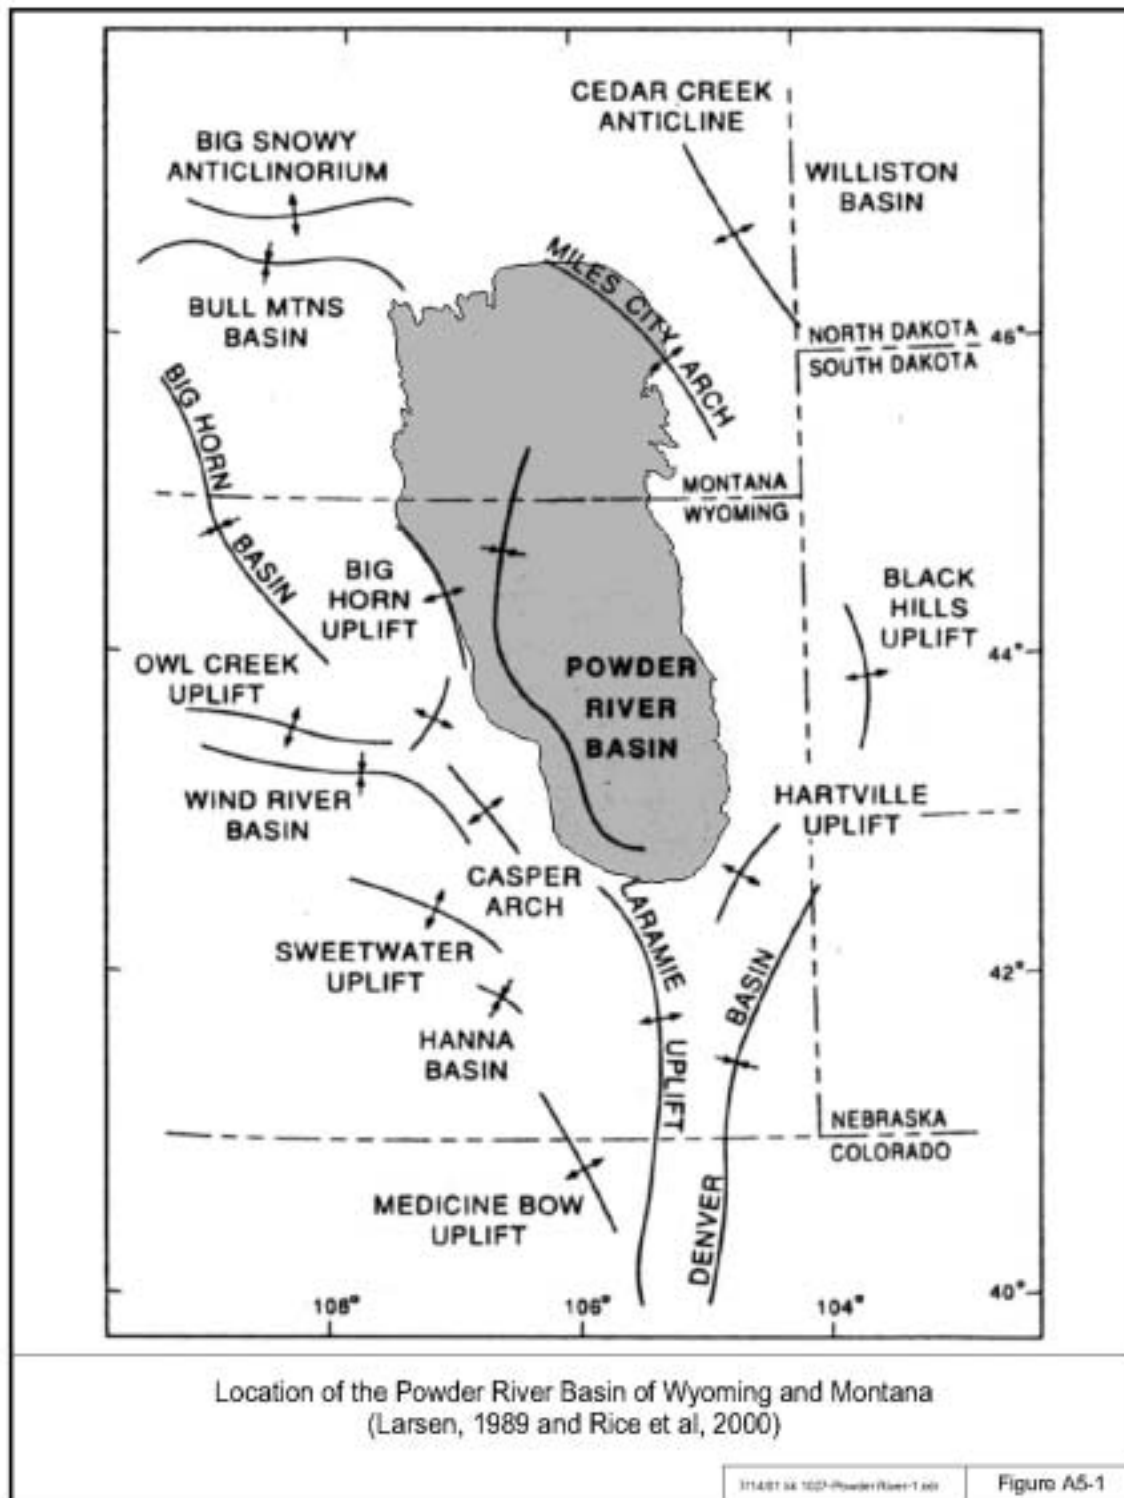 CEDAR CREEK
ANTICLINE
BIG SNOWY
ANTICLINORIUM
WILLISTON
BASIN
MILES CITY ARCH
BULL MTNS
BASIN
NORTH DAKOTA
46°
SOUTH DAKOTA
BIG HORN BASIN
MONTANA
WYOMING
BIG
HORN
UPLIFT
BLACK
HILLS
UPLIFT
OWL CREEK
UPLIFT
44°
POWDER
RIVER
BASIN
WIND RIVER
BASIN
HARTVILLE
UPLIFT
CASPER
ARCH
LARAMIE UPLIFT
SWEETWATER
UPLIFT
42°
DENVER BASIN
HANNA
BASIN
NEBRASKA
COLORADO
MEDICINE BOW
UPLIFT
40°
108°
106°
104°
Location of the Powder River Basin of Wyoming and Montana
(Larsen, 1989 and Rice et al, 2000)
Figure A5-1